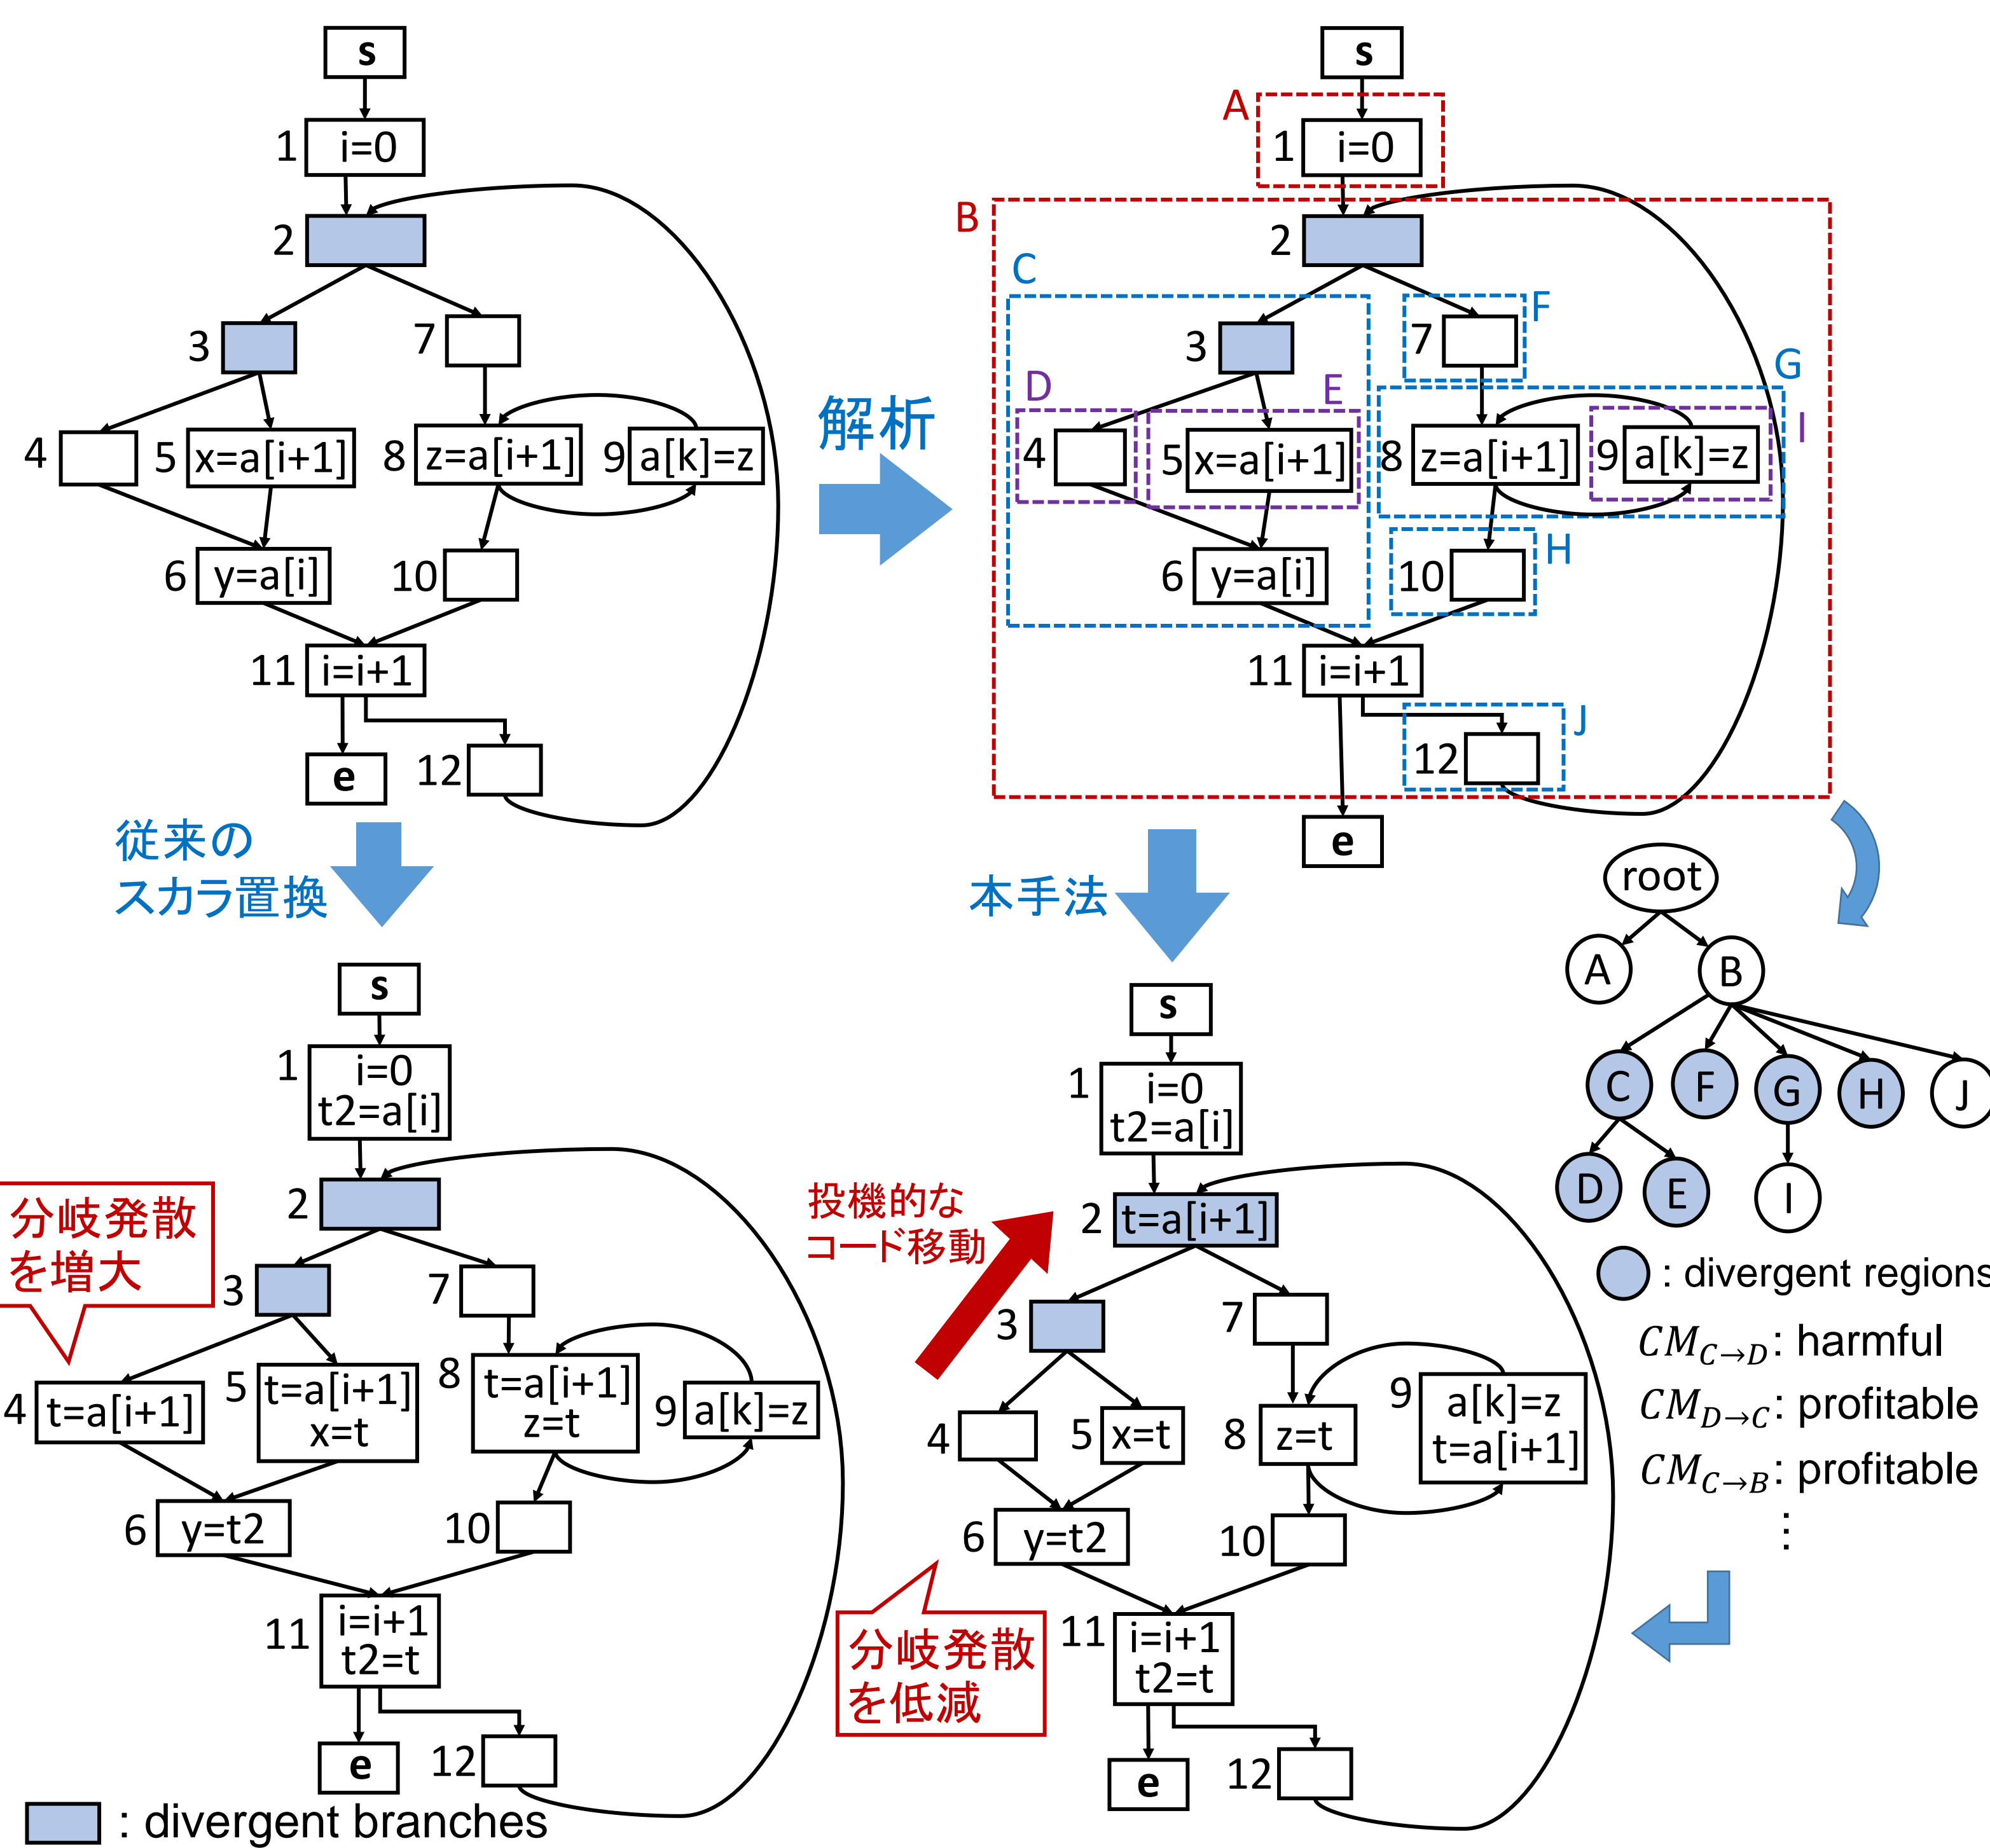 s
1
i=0
2
3
7
4
5
x=a[i+1]
8
z=a[i+1]
9
a[k]=z
6
y=a[i]
10
11
i=i+1
e
12
解析
s
A
1
i=0
B
2
C
3
7
F
G
D
E
I
4
5
x=a[i+1]
8
z=a[i+1]
9
a[k]=z
6
y=a[i]
10
H
11
i=i+1
J
12
e
従来の
スカラ置換
本手法
root
A
B
C
F
G
H
J
D
E
I
: divergent regions
CM_{C→D}: harmful
CM_{D→C}: profitable
CM_{C→B}: profitable
⋮
s
1
i=0
t2=a[i]
2
分岐発散
を増大
3
7
4
t=a[i+1]
5
t=a[i+1]
x=t
8
t=a[i+1]
z=t
9
a[k]=z
6
y=t2
10
11
i=i+1
t2=t
e
12
: divergent branches
s
1
i=0
t2=a[i]
投機的な
コード移動
2
t=a[i+1]
3
7
4
5
x=t
8
z=t
9
a[k]=z
t=a[i+1]
6
y=t2
10
分岐発散
を低減
11
i=i+1
t2=t
e
12